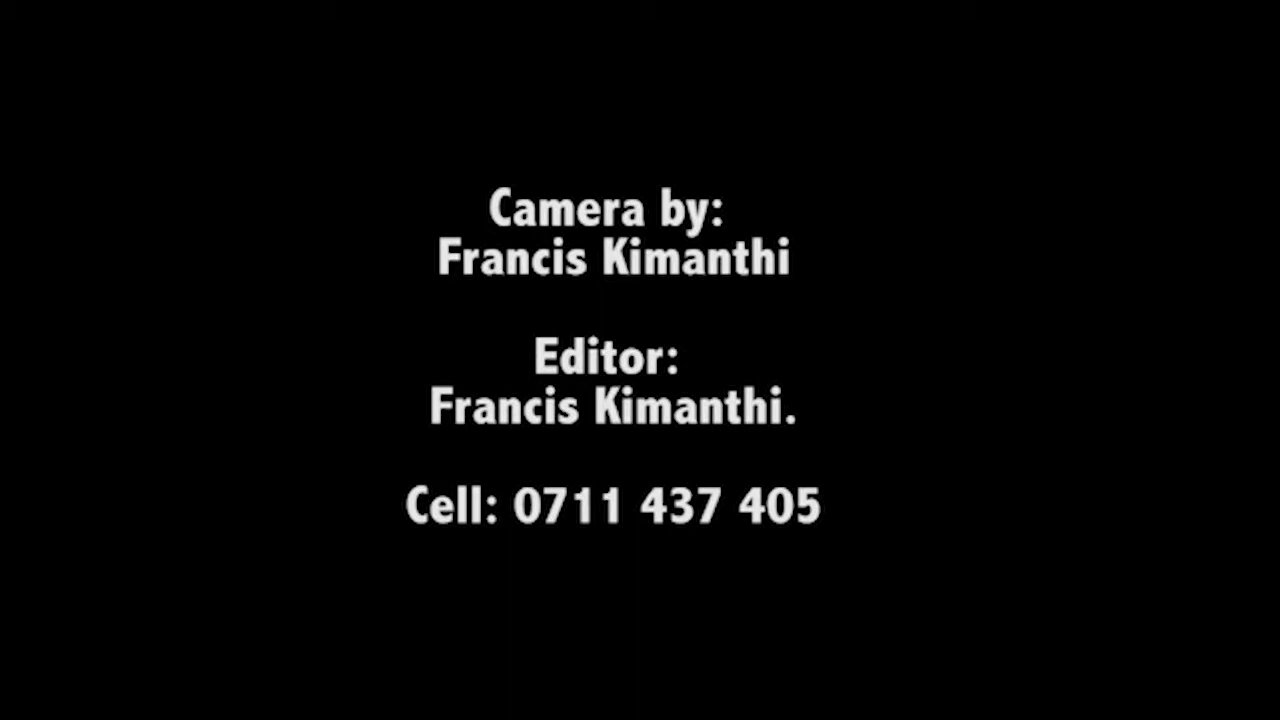 Camera by:
Francis Kimanthi
Editor:
Francis Kimanthi.
Cell: 0711 437 405